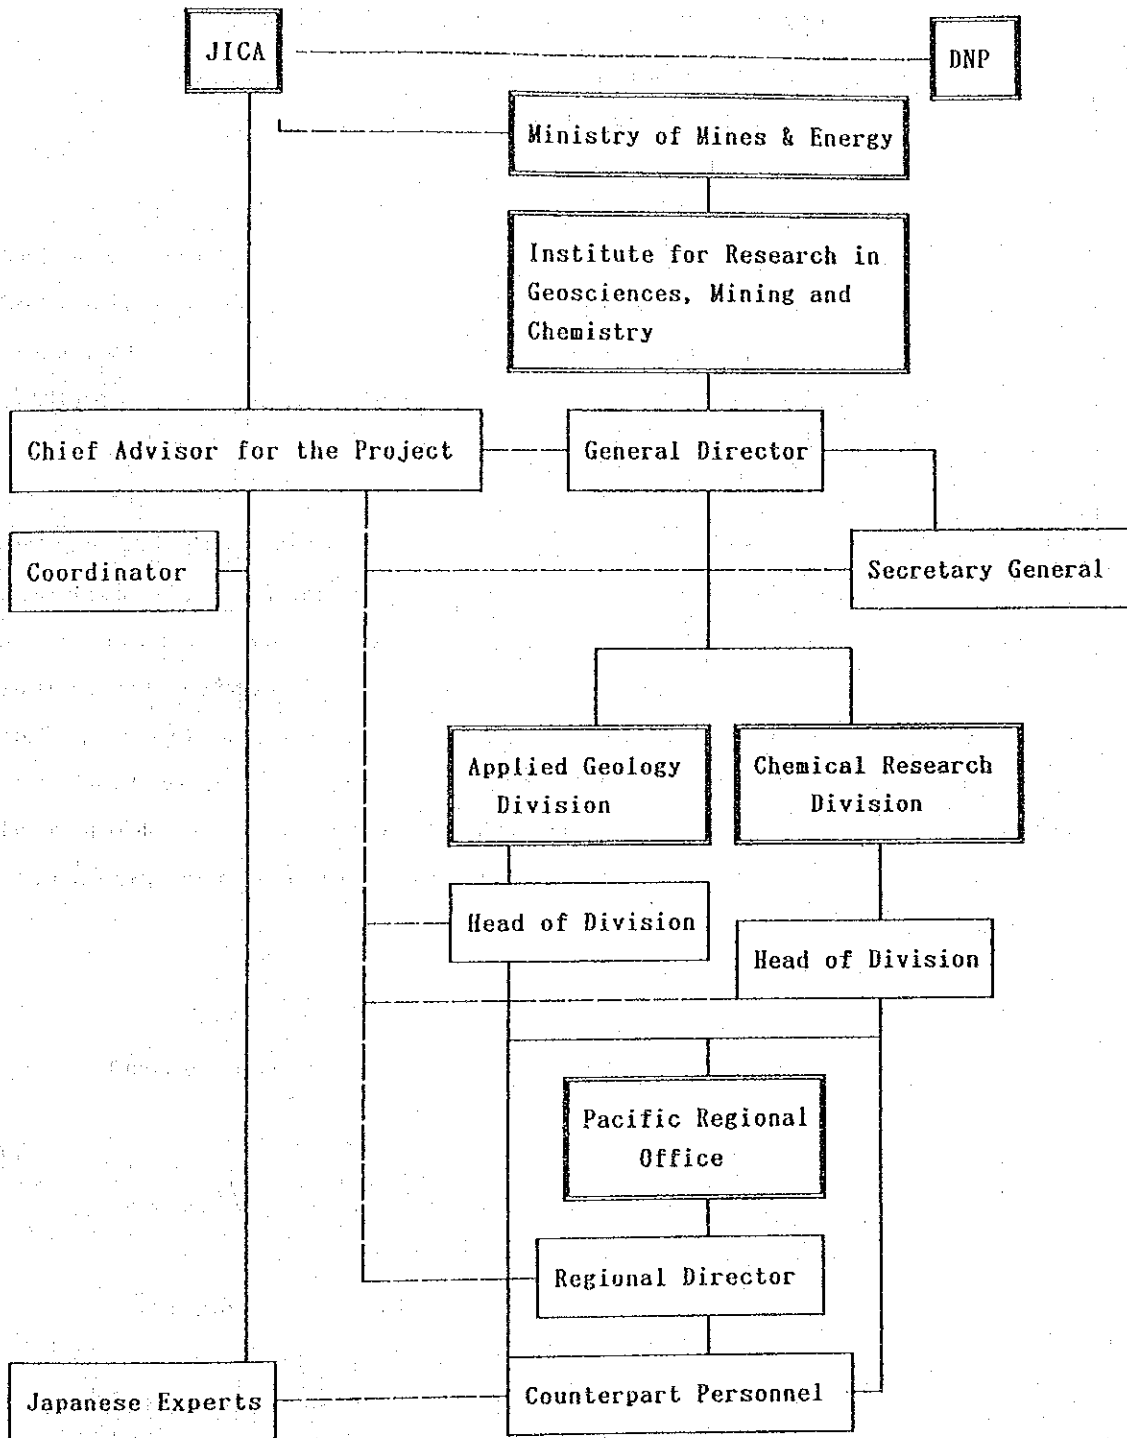 JICA
DNP
Ministry of Mines & Energy
Institute for Research in
Geosciences, Mining and
Chemistry
Chief Advisor for the Project
General Director
Coordinator
Secretary General
Applied Geology
Division
Chemical Research
Division
Head of Division
Head of Division
Pacific Regional
Office
Regional Director
Japanese Experts
Counterpart Personnel